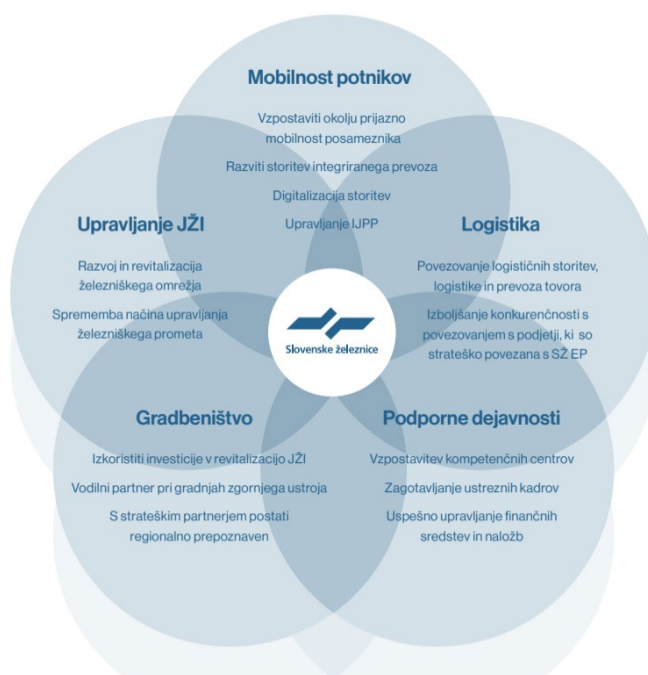 Mobilnost potnikov
Vzpostaviti okolju prijazno
mobilnost posameznika
Razviti storitev integriranega prevoza
Digitalizacija storitev
Upravljanje IJPP
Upravljanje JŽI
Razvoj in revitalizacija
železniškega omrežja
Sprememba načina upravljanja
železniškega prometa
Logistika
Povezovanje logističnih storitev,
logistike in prevoza tovora
Izboljšanje konkurenčnosti s
povezovanjem s podjetji, ki so
strateško povezana s SŽ EP
Slovenske železnice
Gradbeništvo
Izkoristiti investicije v revitalizacijo JŽI
Vodilni partner pri gradnjah zgornjega ustroja
S strateškim partnerjem postati
regionalno prepoznaven
Podporne dejavnosti
Vzpostavitev kompetenčnih centrov
Zagotavljanje ustreznih kadrov
Uspešno upravljanje finančnih
sredstev in naložb